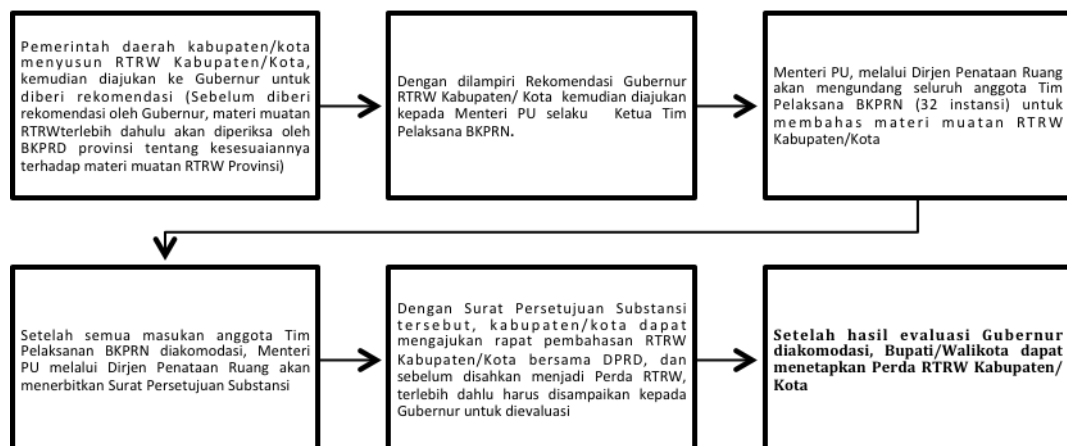 Pemerintah daerah kabupaten/kota
menyusun RTRW Kabupaten/Kota,
kemudian diajukan ke Gubernur untuk
diberi rekomendasi (Sebelum diberi
rekomendasi oleh Gubernur, materi muatan
RTRWterlebih dahulu akan diperiksa oleh
BKPRD provinsi tentang kesesuaiannya
terhadap materi muatan RTRW Provinsi)
Dengan dilampiri Rekomendasi Gubernur
RTRW Kabupaten/ Kota kemudian diajukan
kepada Menteri PU selaku Ketua Tim
Pelaksana BKPRN.
Menteri PU, melalui Dirjen Penataan Ruang
akan mengundang seluruh anggota Tim
Pelaksana BKPRN (32 instansi) untuk
membahas materi muatan RTRW
Kabupaten/Kota
Setelah semua masukan anggota Tim
Pelaksanan BKPRN diakomodasi, Menteri
PU melalui Dirjen Penataan Ruang akan
menerbitkan Surat Persetujuan Substansi
Dengan Surat Persetujuan Substansi
tersebut, kabupaten/kota dapat
mengajukan rapat pembahasan RTRW
Kabupaten/Kota bersama DPRD, dan
sebelum disahkan menjadi Perda RTRW,
terlebih dahlu harus disampaikan kepada
Gubernur untuk dievaluasi
Setelah hasil evaluasi Gubernur
diakomodasi, Bupati/Walikota dapat
menetapkan Perda RTRW Kabupaten/
Kota